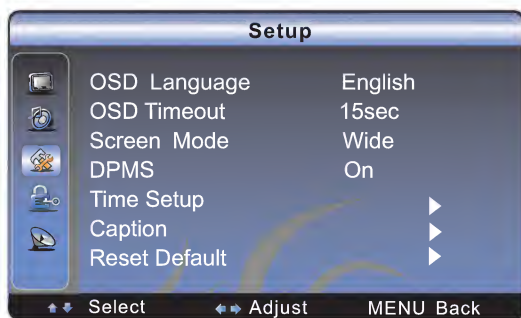 Setup
OSD Language English
OSD Timeout 15sec
Screen Mode Wide
DPMS On
Time Setup
Caption
Reset Default
Select Adjust MENU Back